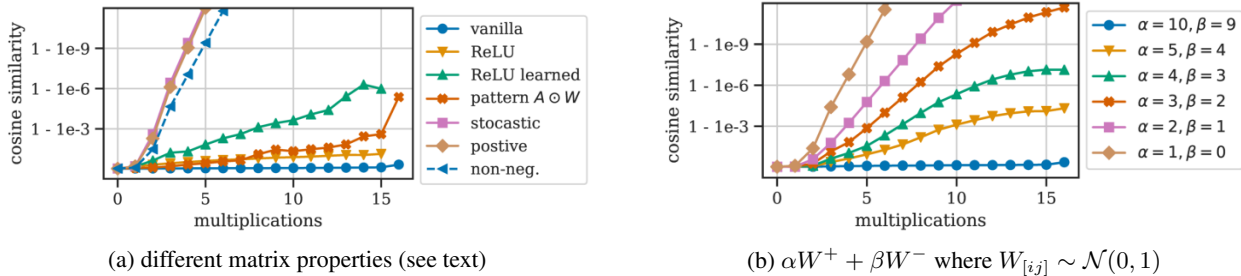 cosine similarity
1 - 1e-9
1 - 1e-6
1 - 1e-3
0
5
10
15
multiplications
vanilla
ReLU
ReLU learned
pattern A ⊙ W
stocastic
postive
non-neg.
(a) different matrix properties (see text)
cosine similarity
1 - 1e-9
1 - 1e-6
1 - 1e-3
0
5
10
15
multiplications
α = 10, β = 9
α = 5, β = 4
α = 4, β = 3
α = 3, β = 2
α = 2, β = 1
α = 1, β = 0
(b) αW⁺ + βW⁻ where W[ij] ∼ 𝒩(0, 1)